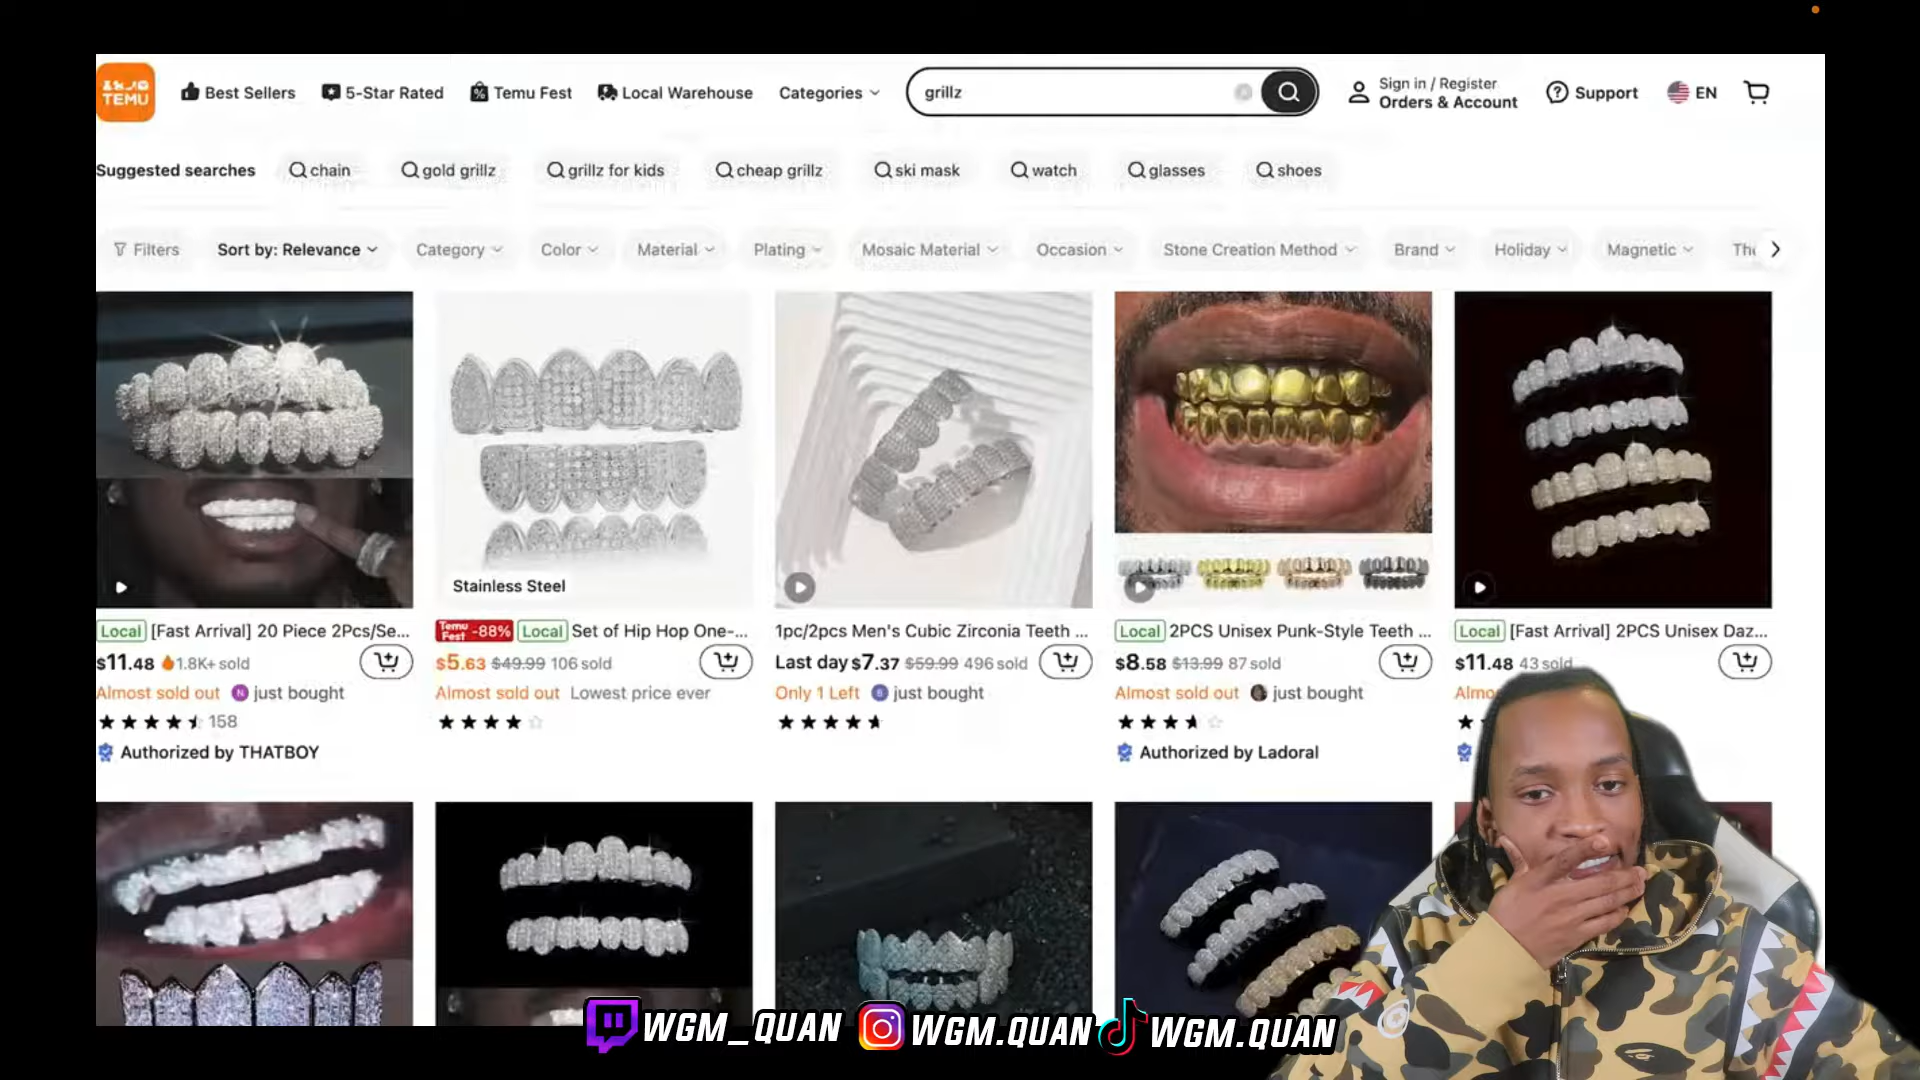 TEMU
Best Sellers
5-Star Rated
Temu Fest
Local Warehouse
Categories
grillz
Sign in / Register
Orders & Account
Support
EN
Suggested searches
chain
gold grillz
grillz for kids
cheap grillz
ski mask
watch
glasses
shoes
Filters
Sort by: Relevance
Category
Color
Material
Plating
Mosaic Material
Occasion
Stone Creation Method
Brand
Holiday
Magnetic
Stainless Steel
Local [Fast Arrival] 20 Piece 2Pcs/Se...
$11.48 1.8K+ sold
Almost sold out N just bought
158
Authorized by THATBOY
Temu Fest -88% Local Set of Hip Hop One-...
$5.63 $49.99 106 sold
Almost sold out Lowest price ever
1pc/2pcs Men's Cubic Zirconia Teeth ...
Last day $7.37 $59.99 496 sold
Only 1 Left just bought
Local 2PCS Unisex Punk-Style Teeth ...
$8.58 $13.99 87 sold
Almost sold out just bought
Authorized by Ladoral
Local [Fast Arrival] 2PCS Unisex Daz...
$11.48 43 sold
WGM_QUAN
WGM.QUAN
WGM.QUAN